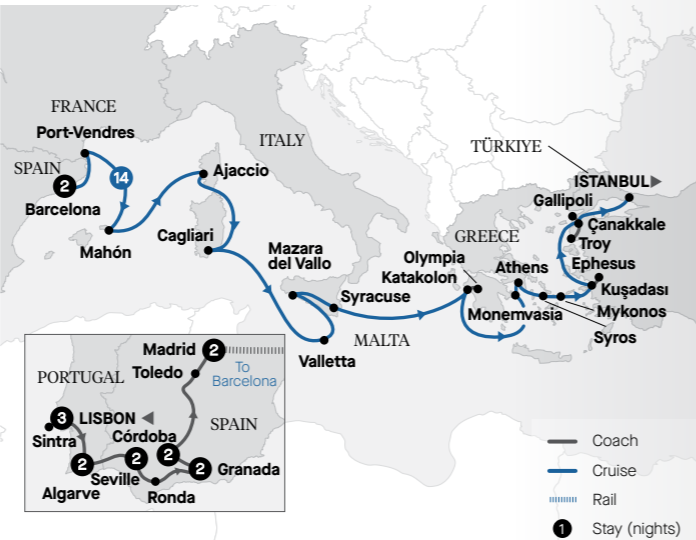 FRANCE
Port-Vendres
SPAIN
2
Barcelona
14
Mahón
Ajaccio
ITALY
Cagliari
Mazara
del Vallo
Syracuse
Valletta
MALTA
TÜRKIYE
ISTANBUL
Gallipoli
Çanakkale
Troy
GREECE
Olympia
Katakolon
Athens
Ephesus
Kuşadası
Monemvasia
Mykonos
Syros
Madrid
2
Toledo
To
Barcelona
PORTUGAL
3
LISBON
Sintra
SPAIN
Córdoba
2
2
2
2
Granada
Seville
Algarve
Ronda
Coach
Cruise
Rail
1
Stay (nights)